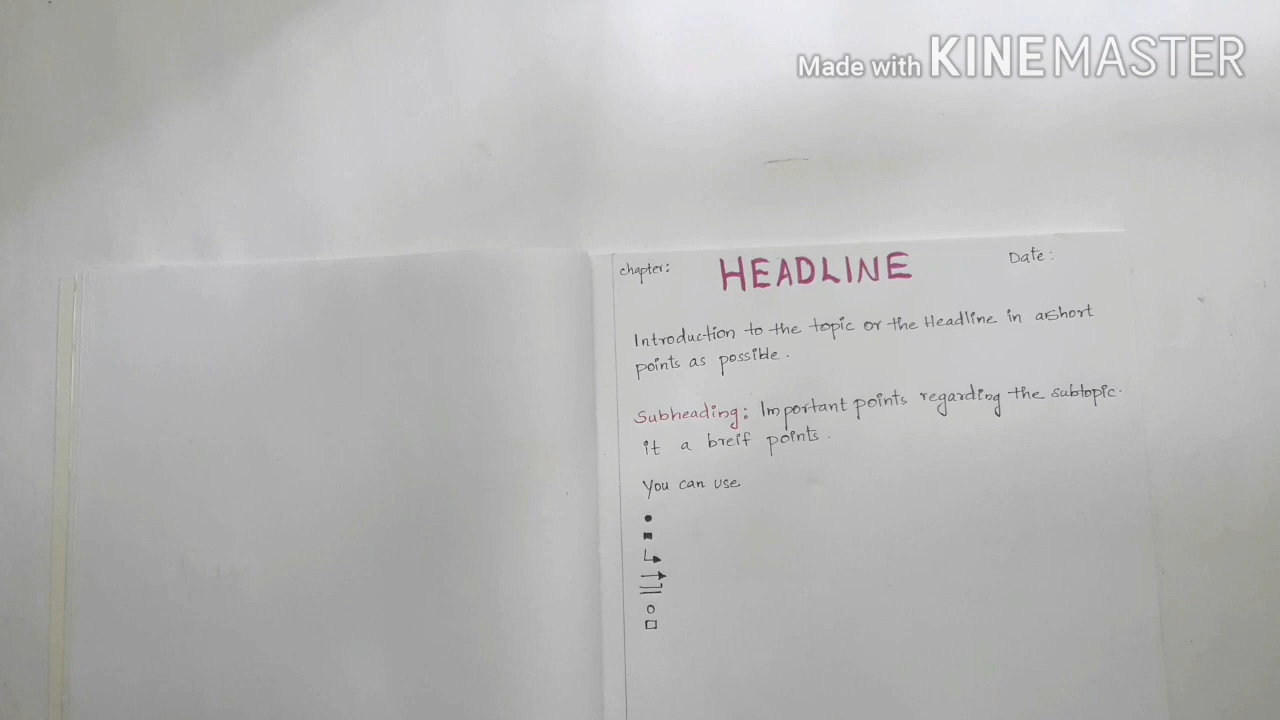 Made with KINEMASTER
chapter: HEADLINE Date:
Introduction to the topic or the Headline in a short
points as possible.
Subheading: Important points regarding the subtopic.
it a breif points.
You can use